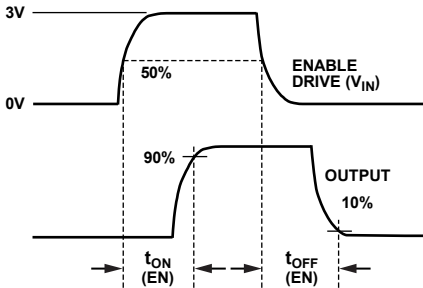 3V
0V
50%
ENABLE
DRIVE (VIN)
90%
OUTPUT
10%
tON
(EN)
tOFF
(EN)